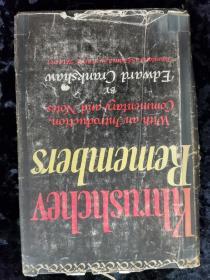 Khrushchev
Remembers
With an Introduction
Commentary and Notes
BY
Edward Crankshaw